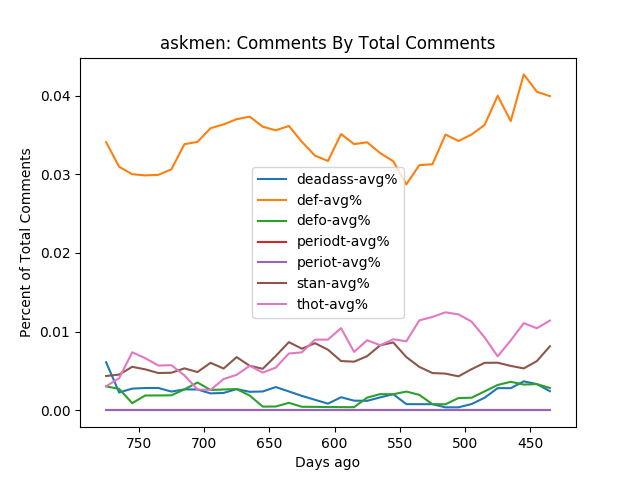 askmen: Comments By Total Comments
Percent of Total Comments
0.04
0.03
0.02
0.01
0.00
deadass-avg%
def-avg%
defo-avg%
periodt-avg%
periot-avg%
stan-avg%
thot-avg%
750 700 650 600 550 500 450
Days ago